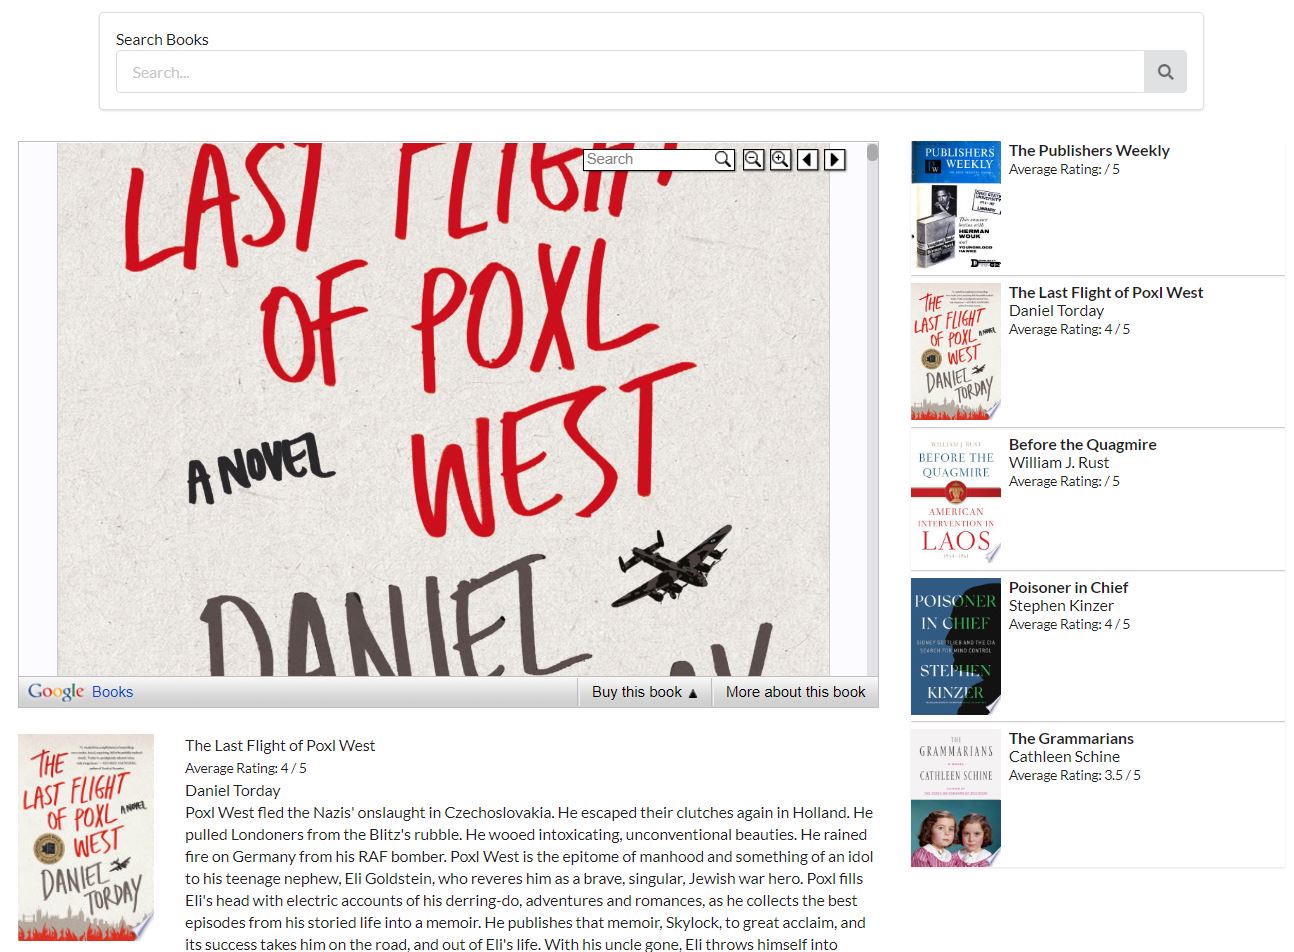 Search Books
Search...
LAST FLIGHT
OF POXL
WEST
A NOVEL
DANIEL
Search
Google Books
Buy this book ▲
More about this book
THE
LAST FLIGHT
OF POXL
A NOVEL
WEST
DANIEL
TORDAY
The Last Flight of Poxl West
Average Rating: 4 / 5
Daniel Torday
Poxl West fled the Nazis' onslaught in Czechoslovakia. He escaped their clutches again in Holland. He
pulled Londoners from the Blitz's rubble. He wooed intoxicating, unconventional beauties. He rained
fire on Germany from his RAF bomber. Poxl West is the epitome of manhood and something of an idol
to his teenage nephew, Eli Goldstein, who reveres him as a brave, singular, Jewish war hero. Poxl fills
Eli's head with electric accounts of his derring-do, adventures and romances, as he collects the best
episodes from his storied life into a memoir. He publishes that memoir, Skylock, to great acclaim, and
its success takes him on the road, and out of Eli's life. With his uncle gone, Eli throws himself into
PUBLISHERS
WEEKLY
HERMAN
WOUK
and
YOUNGBLOOD
HAWKE
The Publishers Weekly
Average Rating: / 5
THE
LAST FLIGHT
OF POXL
A NOVEL
WEST
DANIEL
TORDAY
The Last Flight of Poxl West
Daniel Torday
Average Rating: 4 / 5
WILLIAM J. RUST
BEFORE THE
QUAGMIRE
AMERICAN
INTERVENTION IN
LAOS
Before the Quagmire
William J. Rust
Average Rating: / 5
POISONER
IN CHIEF
SIDNEY GOTTLIEB AND THE CIA
SEARCH FOR MIND CONTROL
STEPHEN
KINZER
Poisoner in Chief
Stephen Kinzer
Average Rating: 4 / 5
THE
GRAMMARIANS
CATHLEEN SCHINE
The Grammarians
Cathleen Schine
Average Rating: 3.5 / 5